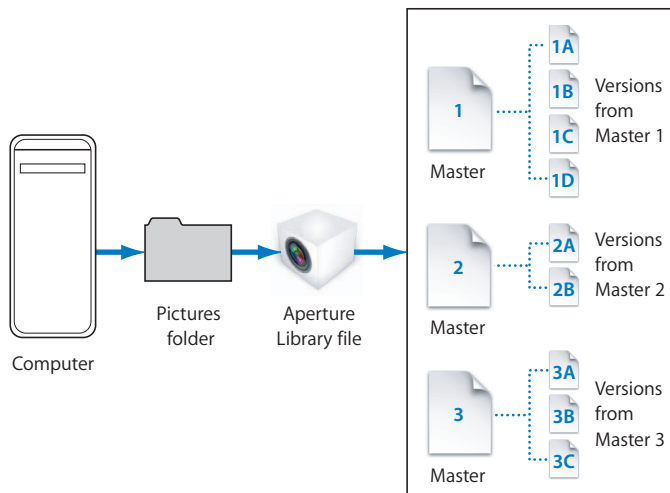 Computer
Pictures
folder
Aperture
Library file
1
Master
1A
1B
1C
1D
Versions
from
Master 1
2
Master
2A
2B
Versions
from
Master 2
3
Master
3A
3B
3C
Versions
from
Master 3